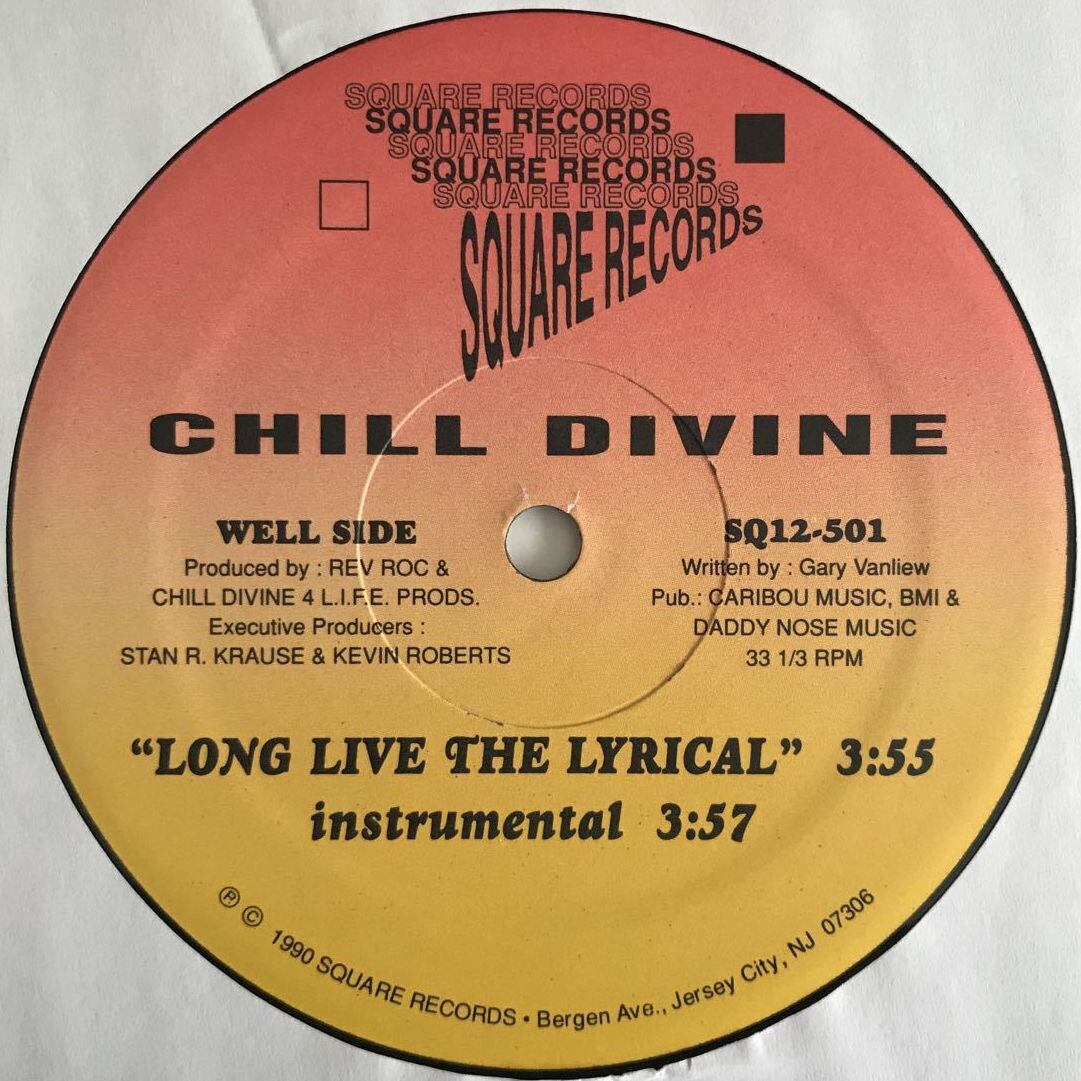 SQUARE RECORDS
SQUARE RECORDS
SQUARE RECORDS
SQUARE RECORDS
SQUARE RECORDS
SQUARE RECORDS
CHILL DIVINE
WELL SIDE
Produced by : REV ROC &
CHILL DIVINE 4 L.I.F.E. PRODS.
Executive Producers :
STAN R. KRAUSE & KEVIN ROBERTS
SQ12-501
Written by : Gary Vanliew
Pub.: CARIBOU MUSIC, BMI &
DADDY NOSE MUSIC
33 1/3 RPM
“LONG LIVE THE LYRICAL” 3:55
instrumental 3:57
℗ © 1990 SQUARE RECORDS • Bergen Ave., Jersey City, NJ 07306